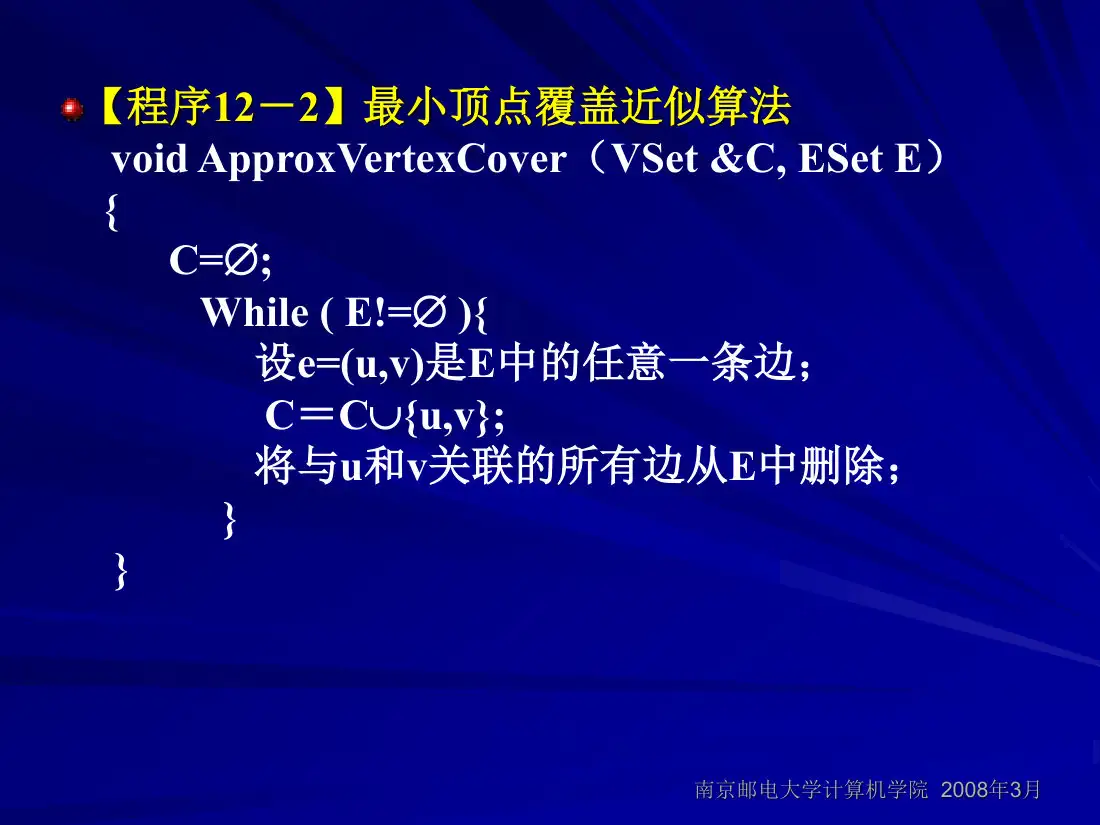 【程序12－2】最小顶点覆盖近似算法
void ApproxVertexCover（VSet &C, ESet E）
{
C=∅;
While ( E!=∅ ){
设e=(u,v)是E中的任意一条边；
C＝C∪{u,v};
将与u和v关联的所有边从E中删除；
}
}
南京邮电大学计算机学院 2008年3月